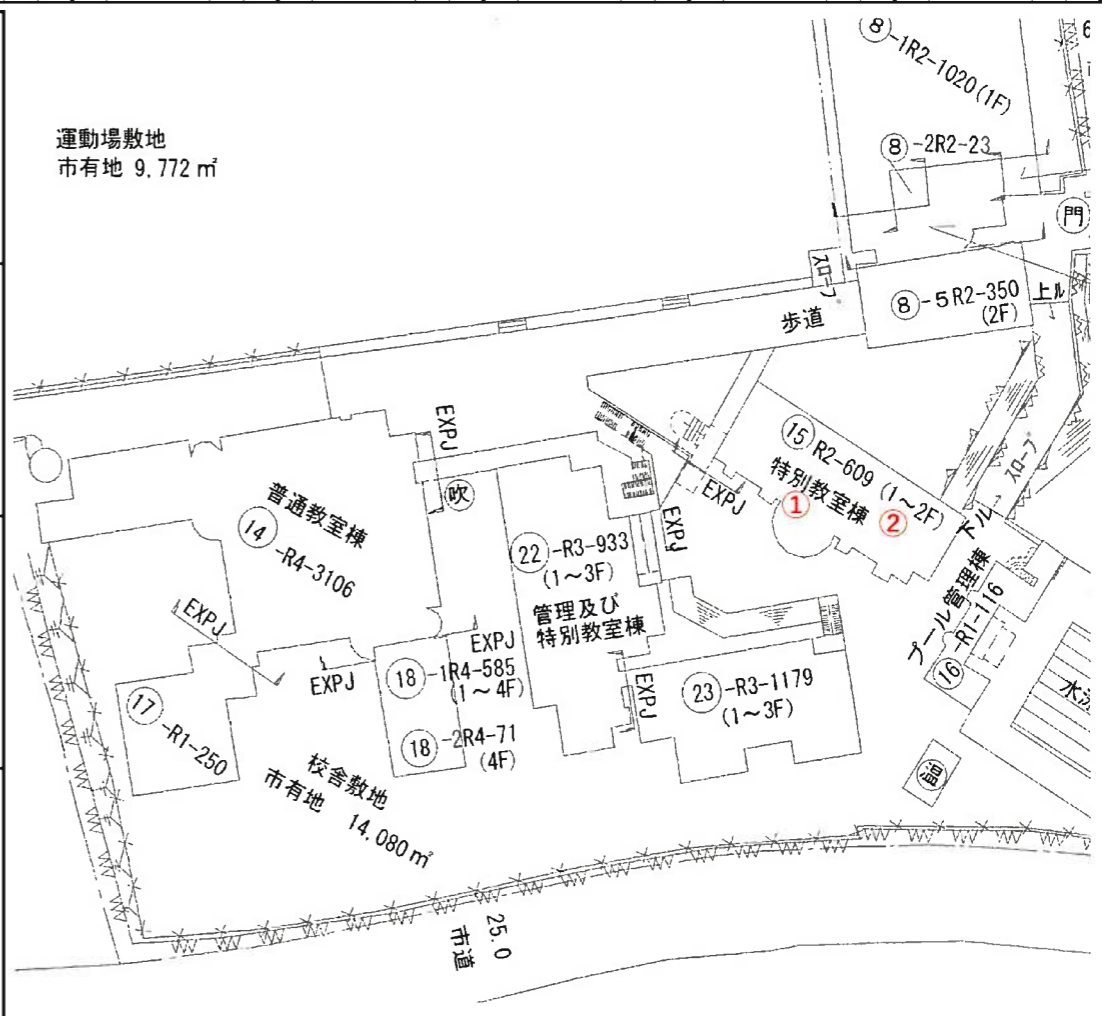 ⑧-1R2-1020(1F)
6
運動場敷地
市有地 9,772㎡
⑧-2R2-23
門
スロープ
⑧-5R2-350
(2F)
上ル
歩道
EXPJ
吹
普通教室棟
⑭-R4-3106
EXPJ
⑮R2-609 (1～2F)
特別教室棟
① ②
EXPJ
スロープ
下ル
㉒-R3-933
(1～3F)
管理及び
特別教室棟
EXPJ
プール管理棟
⑯-R1-116
水泳
EXPJ
EXPJ
⑱-1R4-585
(1～4F)
⑱-2R4-71
(4F)
EXPJ
㉓-R3-1179
(1～3F)
⑰-R1-250
校舎敷地
市有地 14.080㎡
25.0
市道